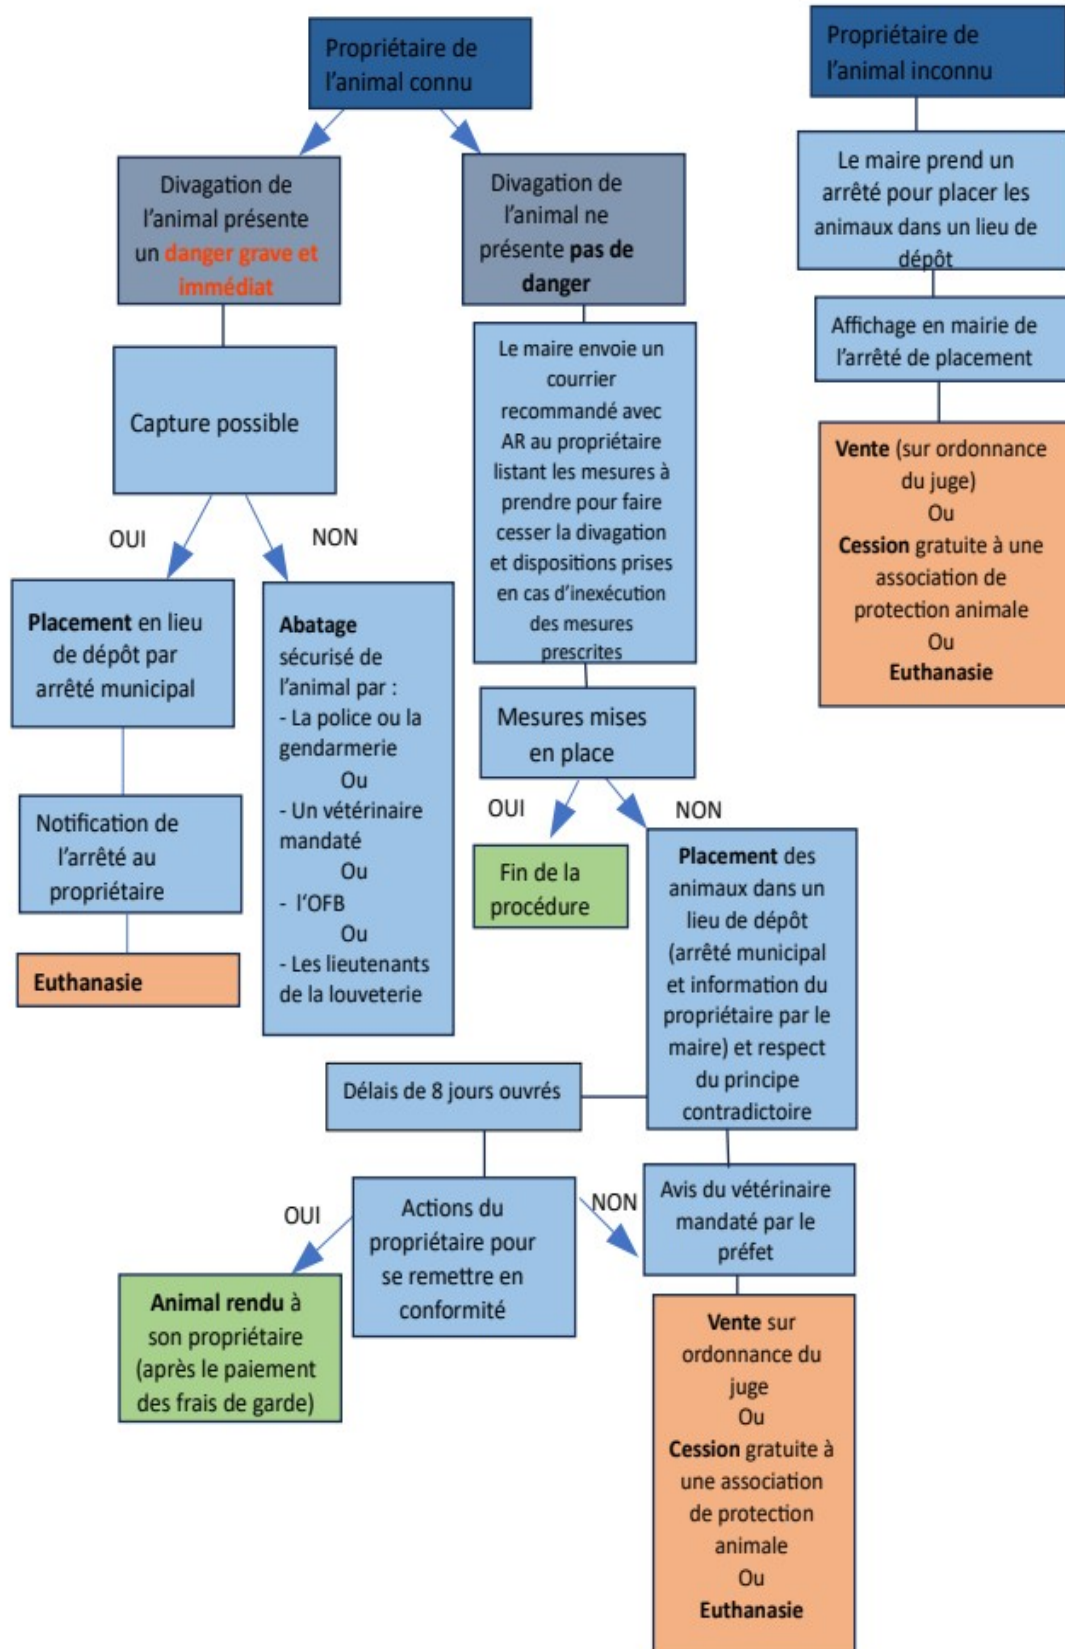 Propriétaire de
l'animal connu
Divagation de
l'animal présente
un danger grave et
immédiat
Capture possible
OUI
NON
Placement en lieu
de dépôt par
arrêté municipal
Notification de
l'arrêté au
propriétaire
Euthanasie
Abatage
sécurisé de
l'animal par :
- La police ou la
gendarmerie
Ou
- Un vétérinaire
mandaté
Ou
- l'OFB
Ou
- Les lieutenants
de la louveterie
Divagation de
l'animal ne
présente pas de
danger
Le maire envoie un
courrier
recommandé avec
AR au propriétaire
listant les mesures à
prendre pour faire
cesser la divagation
et dispositions prises
en cas d'inexécution
des mesures
prescrites
Mesures mises
en place
OUI
NON
Fin de la
procédure
Placement des
animaux dans un
lieu de dépôt
(arrêté municipal
et information du
propriétaire par le
maire) et respect
du principe
contradictoire
Délais de 8 jours ouvrés
Actions du
propriétaire pour
se remettre en
conformité
OUI
NON
Animal rendu à
son propriétaire
(après le paiement
des frais de garde)
Avis du vétérinaire
mandaté par le
préfet
Vente sur
ordonnance du
juge
Ou
Cession gratuite à
une association
de protection
animale
Ou
Euthanasie
Propriétaire de
l'animal inconnu
Le maire prend un
arrêté pour placer les
animaux dans un lieu de
dépôt
Affichage en mairie de
l'arrêté de placement
Vente (sur ordonnance
du juge)
Ou
Cession gratuite à une
association de
protection animale
Ou
Euthanasie